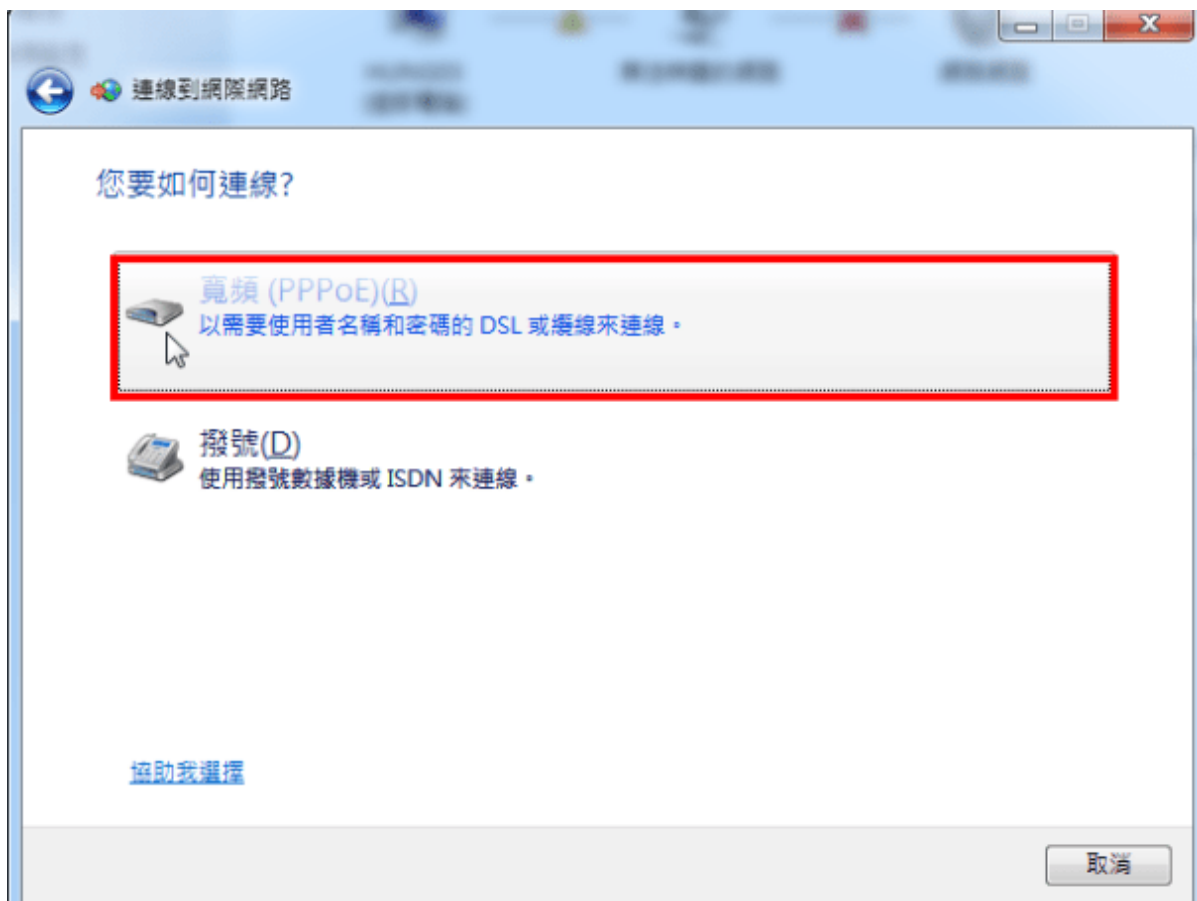 連線到網際網路
您要如何連線?
寬頻 (PPPoE)(R)
以需要使用者名稱和密碼的 DSL 或纜線來連線。
撥號(D)
使用撥號數據機或 ISDN 來連線。
協助我選擇
取消